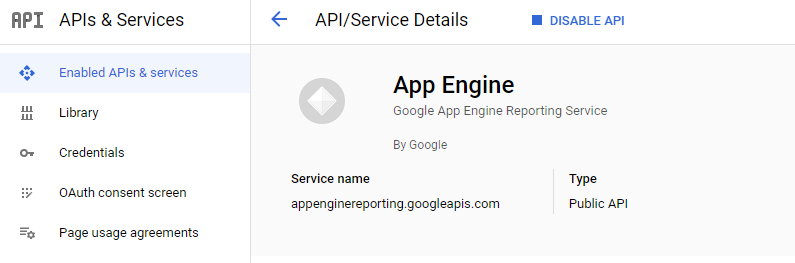 API APIs & Services
API/Service Details
DISABLE API
Enabled APIs & services
Library
Credentials
OAuth consent screen
Page usage agreements
App Engine
Google App Engine Reporting Service
By Google
Service name
appenginereporting.googleapis.com
Type
Public API